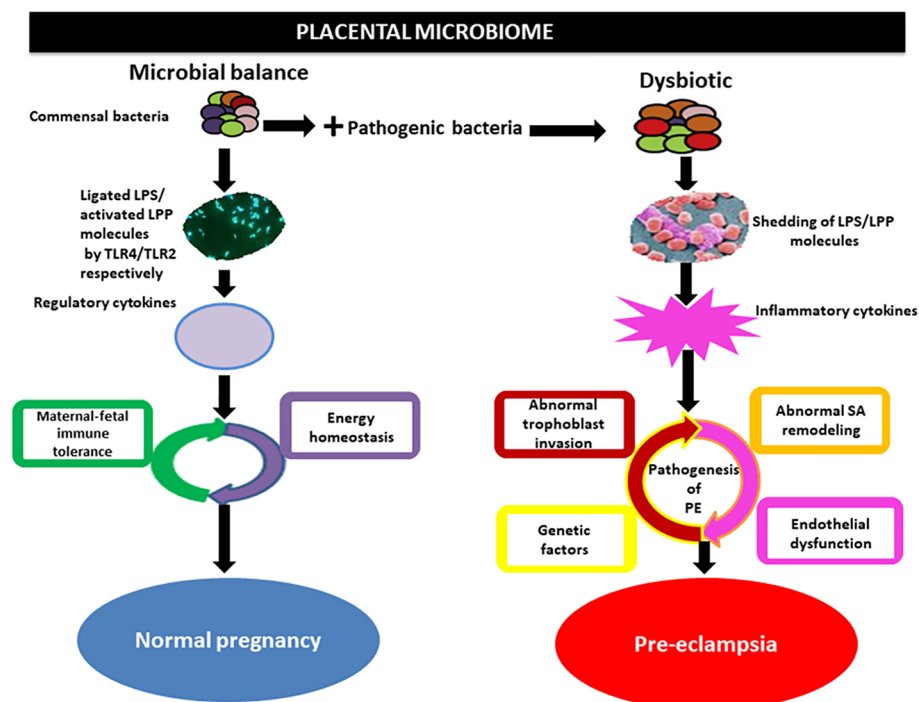 PLACENTAL MICROBIOME
Microbial balance
Commensal bacteria
+ Pathogenic bacteria
Dysbiotic
Ligated LPS/
activated LPP
molecules
by TLR4/TLR2
respectively
Regulatory cytokines
Maternal-fetal
immune
tolerance
Energy
homeostasis
Normal pregnancy
Shedding of LPS/LPP
molecules
Inflammatory cytokines
Abnormal
trophoblast
invasion
Abnormal SA
remodeling
Pathogenesis
of
PE
Genetic
factors
Endothelial
dysfunction
Pre-eclampsia